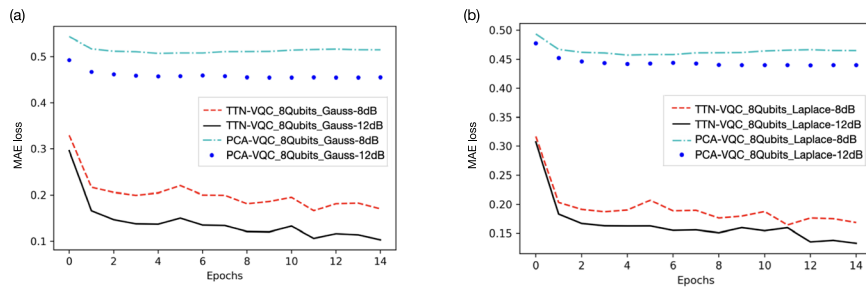 (a)
0.5
0.4
0.3
0.2
0.1
MAE loss
TTN-VQC_8Qubits_Gauss-8dB
TTN-VQC_8Qubits_Gauss-12dB
PCA-VQC_8Qubits_Gauss-8dB
PCA-VQC_8Qubits_Gauss-12dB
0 2 4 6 8 10 12 14
Epochs
(b)
0.50
0.45
0.40
0.35
0.30
0.25
0.20
0.15
MAE loss
TTN-VQC_8Qubits_Laplace-8dB
TTN-VQC_8Qubits_Laplace-12dB
PCA-VQC_8Qubits_Laplace-8dB
PCA-VQC_8Qubits_Laplace-12dB
0 2 4 6 8 10 12 14
Epochs